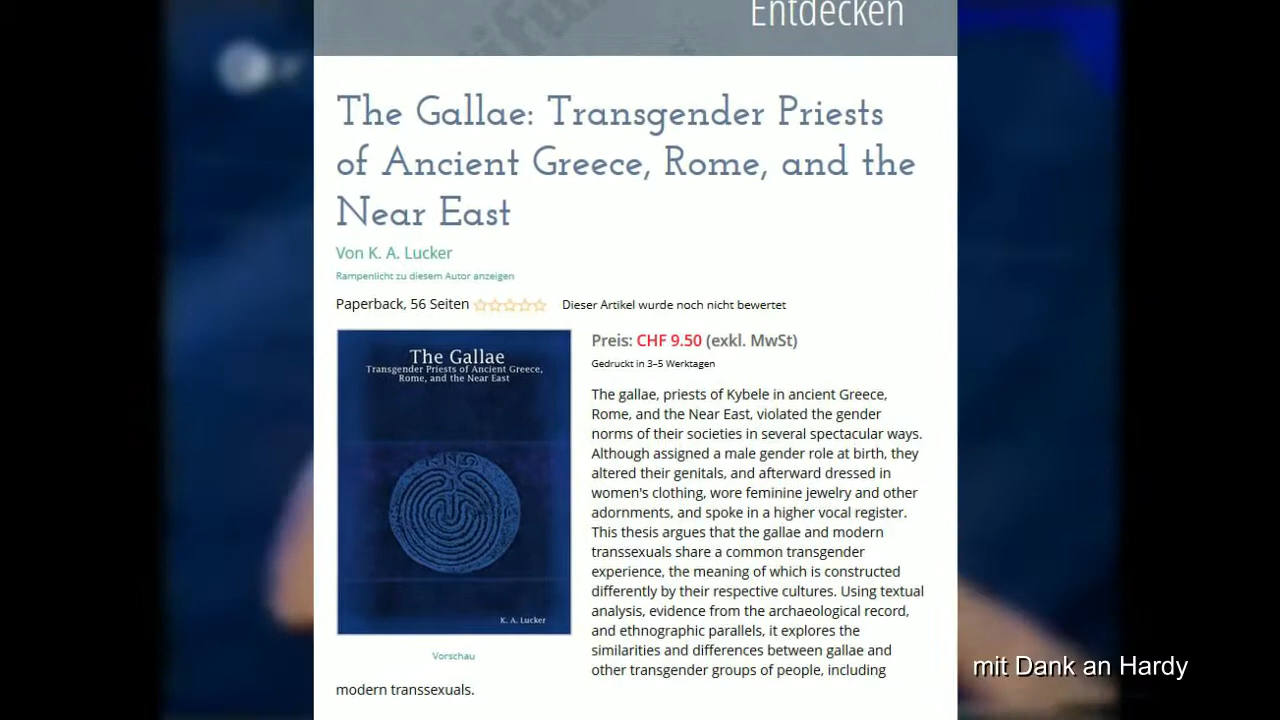 Entdecken
The Gallae: Transgender Priests
of Ancient Greece, Rome, and the
Near East
Von K. A. Lucker
Rampenlicht zu diesem Autor anzeigen
Paperback, 56 Seiten
Dieser Artikel wurde noch nicht bewertet
The Gallae
Transgender Priests of Ancient Greece,
Rome, and the Near East
K. A. Lucker
Vorschau
Preis: CHF 9.50 (exkl. MwSt)
Gedruckt in 3–5 Werktagen
The gallae, priests of Kybele in ancient Greece,
Rome, and the Near East, violated the gender
norms of their societies in several spectacular ways.
Although assigned a male gender role at birth, they
altered their genitals, and afterward dressed in
women's clothing, wore feminine jewelry and other
adornments, and spoke in a higher vocal register.
This thesis argues that the gallae and modern
transsexuals share a common transgender
experience, the meaning of which is constructed
differently by their respective cultures. Using textual
analysis, evidence from the archaeological record,
and ethnographic parallels, it explores the
similarities and differences between gallae and
other transgender groups of people, including
modern transsexuals.
mit Dank an Hardy